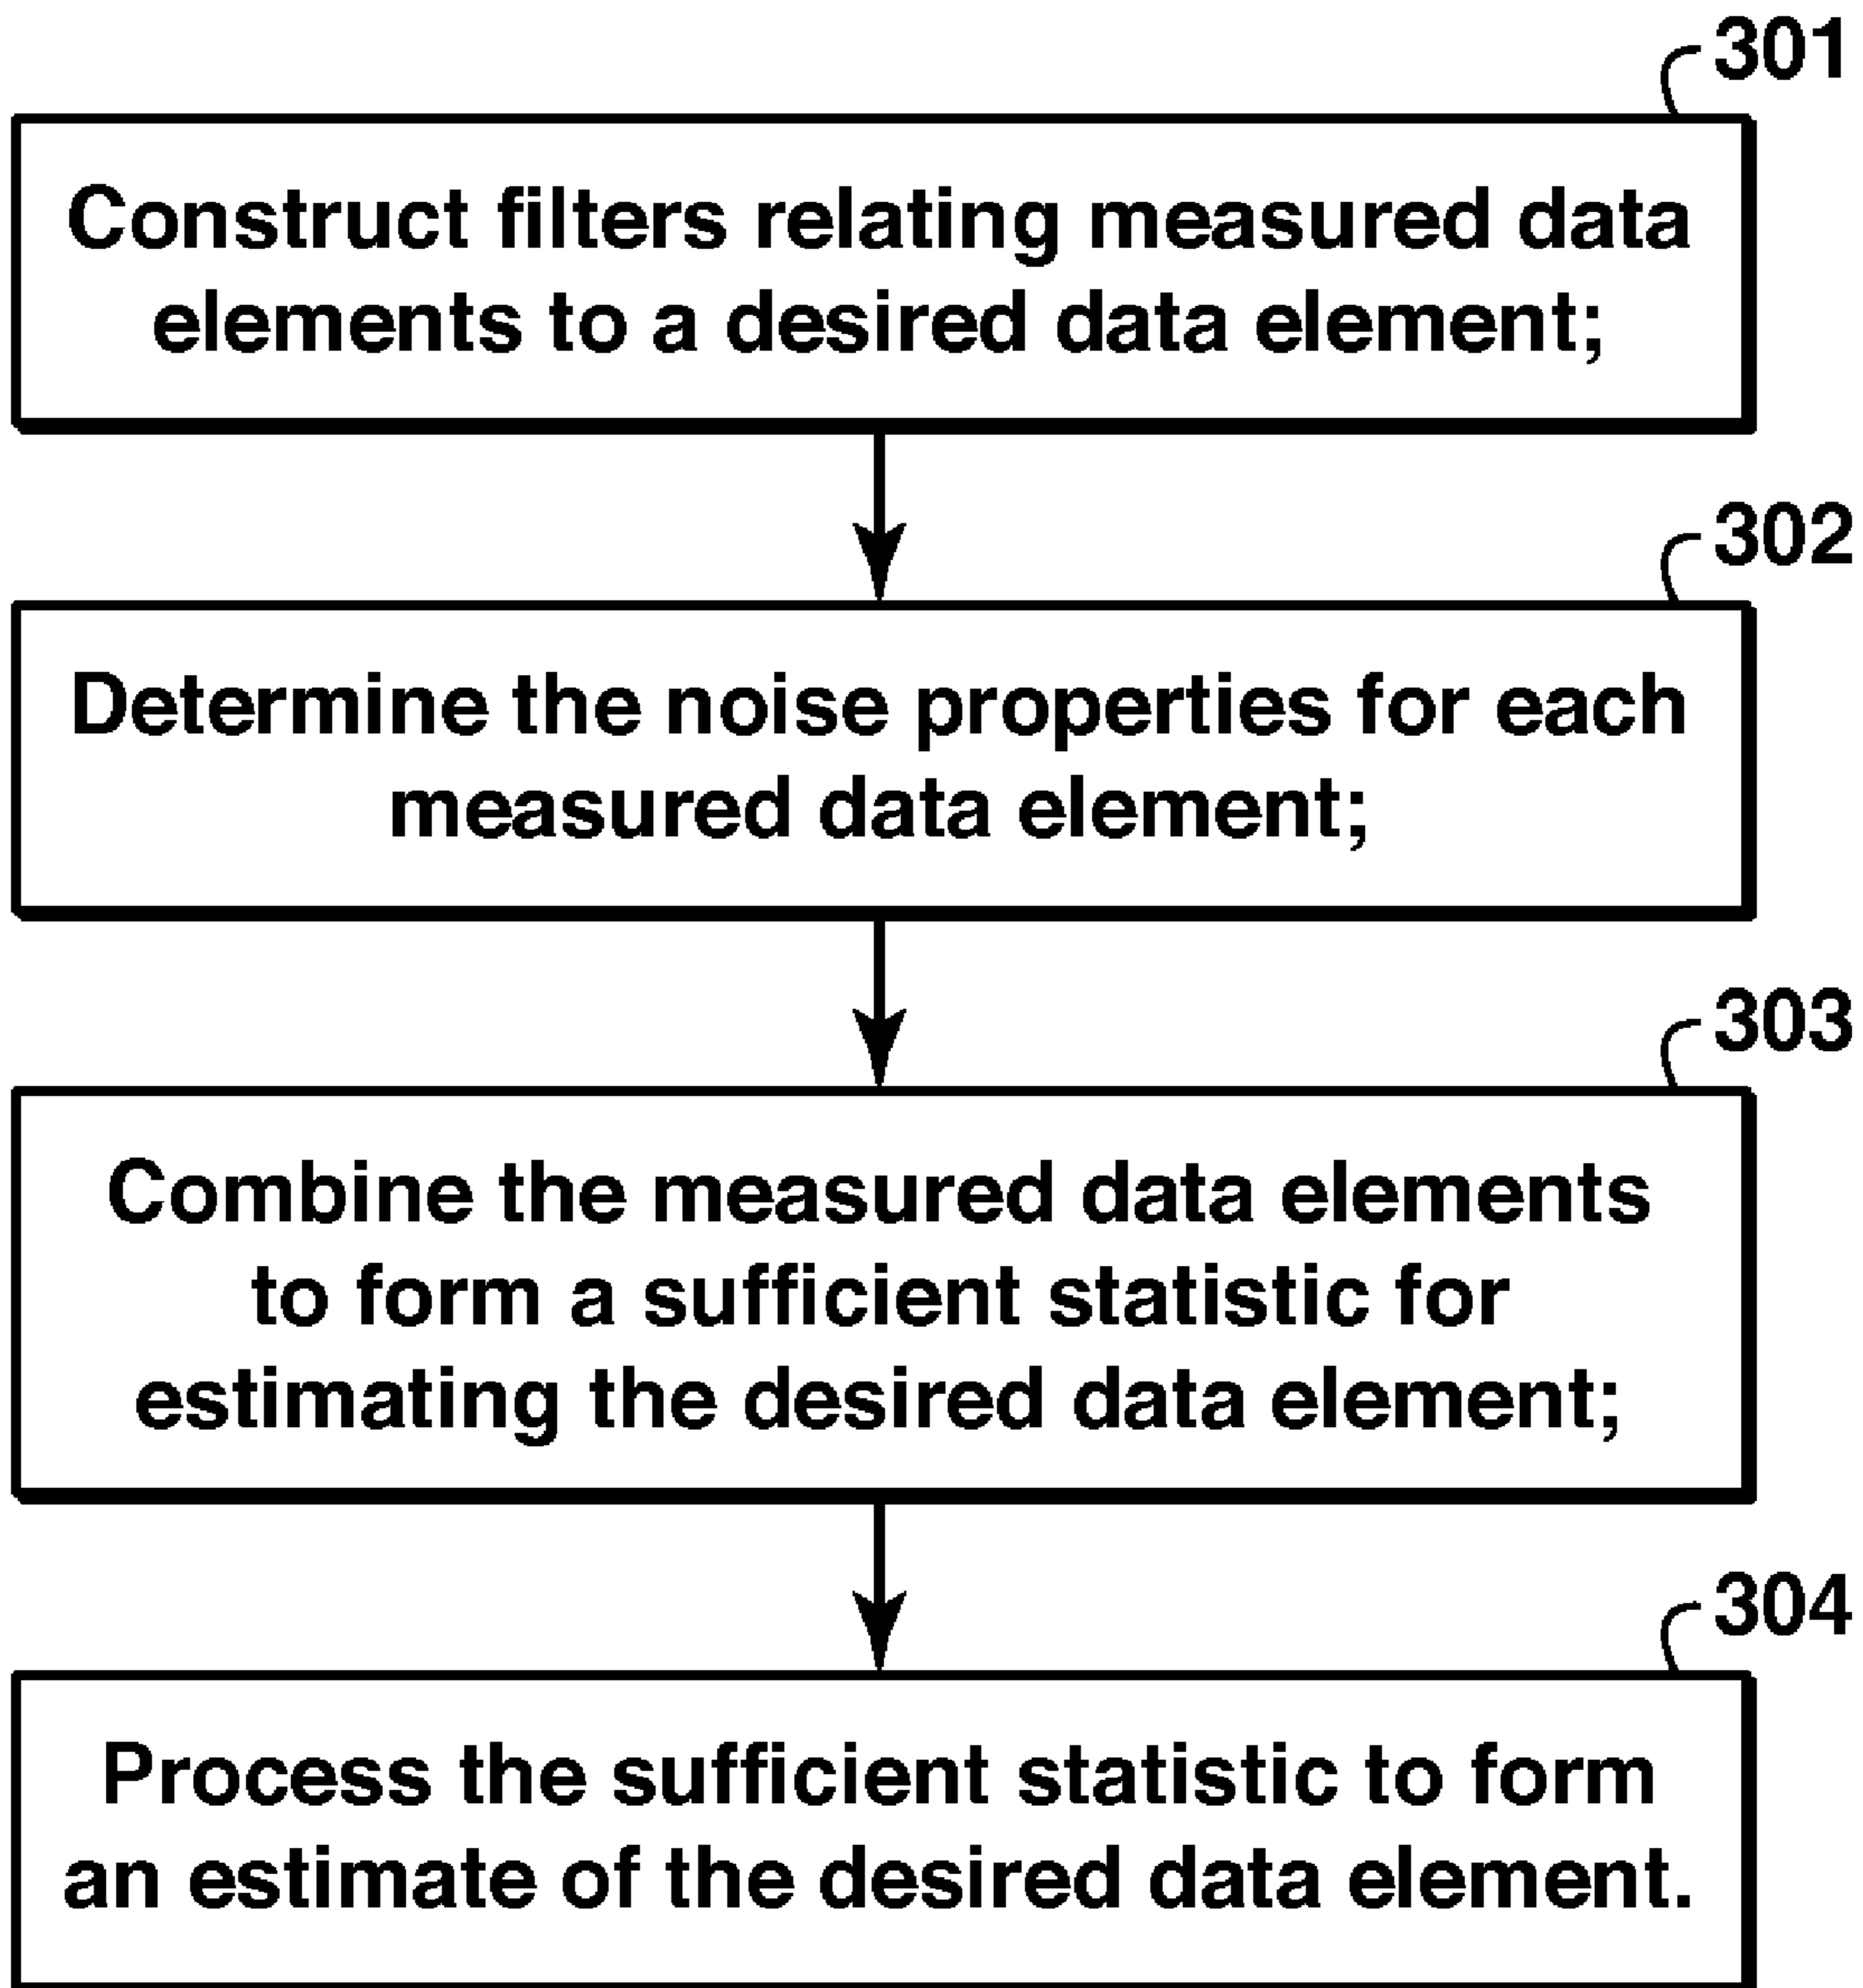 301
Construct filters relating measured data
elements to a desired data element;
302
Determine the noise properties for each
measured data element;
303
Combine the measured data elements
to form a sufficient statistic for
estimating the desired data element;
304
Process the sufficient statistic to form
an estimate of the desired data element.